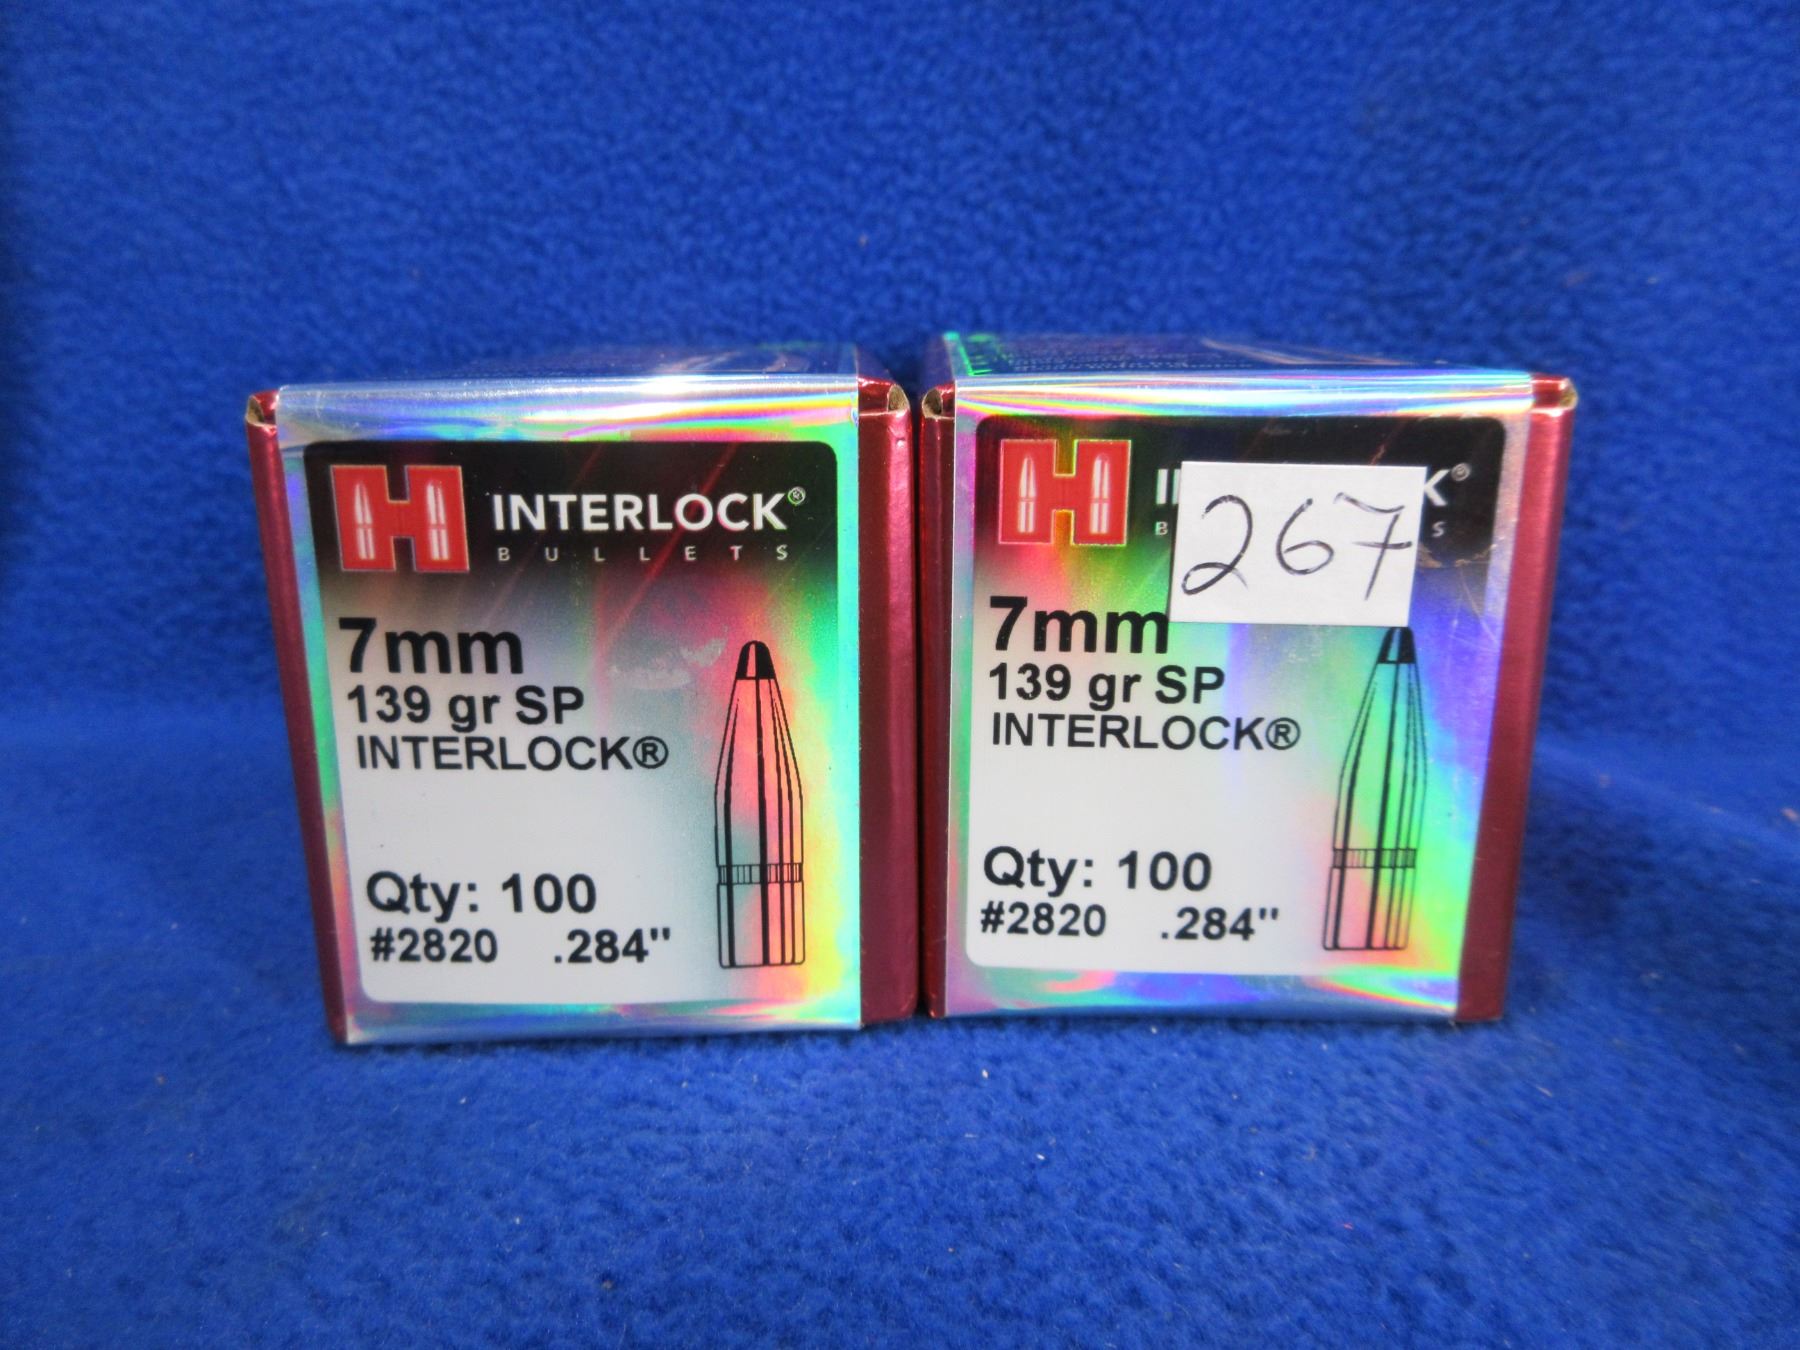 H INTERLOCK®
BULLETS
7mm
139 gr SP
INTERLOCK®
Qty: 100
#2820 .284"
H I K®
B S
267
7mm
139 gr SP
INTERLOCK®
Qty: 100
#2820 .284"